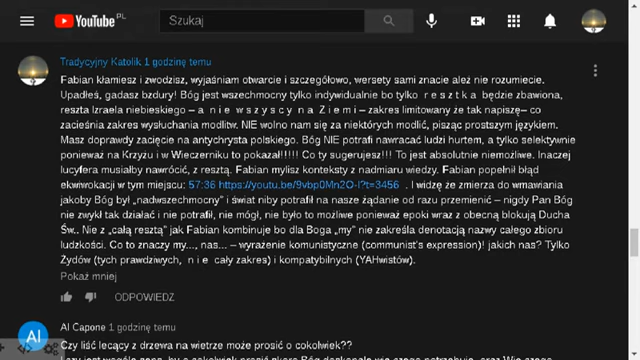 YouTube PL
Szukaj
Tradycyjny Katolik 1 godzinę temu
Fabian kłamiesz i zwodzisz, wyjaśniam otwarcie i szczegółowo, wersety sami znacie ależ nie rozumiecie.
Upadłeś, gadasz bzdury! Bóg jest wszechmocny tylko indywidualnie bo tylko r e s z t k a będzie zbawiona,
reszta Izraela niebieskiego – a n i e w s z y s c y n a Z i e m i – zakres limitowany że tak napiszę– co
zacieśnia zakres wysłuchania modlitw. NIE wolno nam się za niektórych modlić, pisząc prostszym językiem.
Masz doprawdy zacięcie na antychrysta polskiego. Bóg NIE potrafi nawracać ludzi hurtem, a tylko selektywnie
ponieważ na Krzyżu i w Wieczerniku to pokazał!!!!! Co ty sugerujesz!!! To jest absolutnie niemożliwe. Inaczej
lucyfera musiałby nawrócić, z resztą. Fabian mylisz konteksty z nadmiaru wiedzy. Fabian popełnił błąd
ekwiwokacji w tym miejscu: 57:36 https://youtu.be/9vbp0Mn2O-I?t=3456 . I widzę że zmierza do wmawiania
jakoby Bóg był „nadwszechmocny” i świat niby potrafił na nasze żądanie od razu przemienić – nigdy Pan Bóg
nie zwykł tak działać i nie potrafił, nie mógł, nie było to możliwe ponieważ epoki wraz z obecną blokują Ducha
Św.. Nie z „całą resztą” jak Fabian kombinuje bo dla Boga „my” nie zakreśla denotacją nazwy całego zbioru
ludzkości. Co to znaczy my..., nas... – wyrażenie komunistyczne (communist's expression)! jakich nas? Tylko
Żydów (tych prawdziwych, n i e cały zakres) i kompatybilnych (YAHwistów).
Pokaż mniej
ODPOWIEDZ
Al
Al Capone 1 godzinę temu
Czy liść lecący z drzewa na wietrze może prosić o cokolwiek??